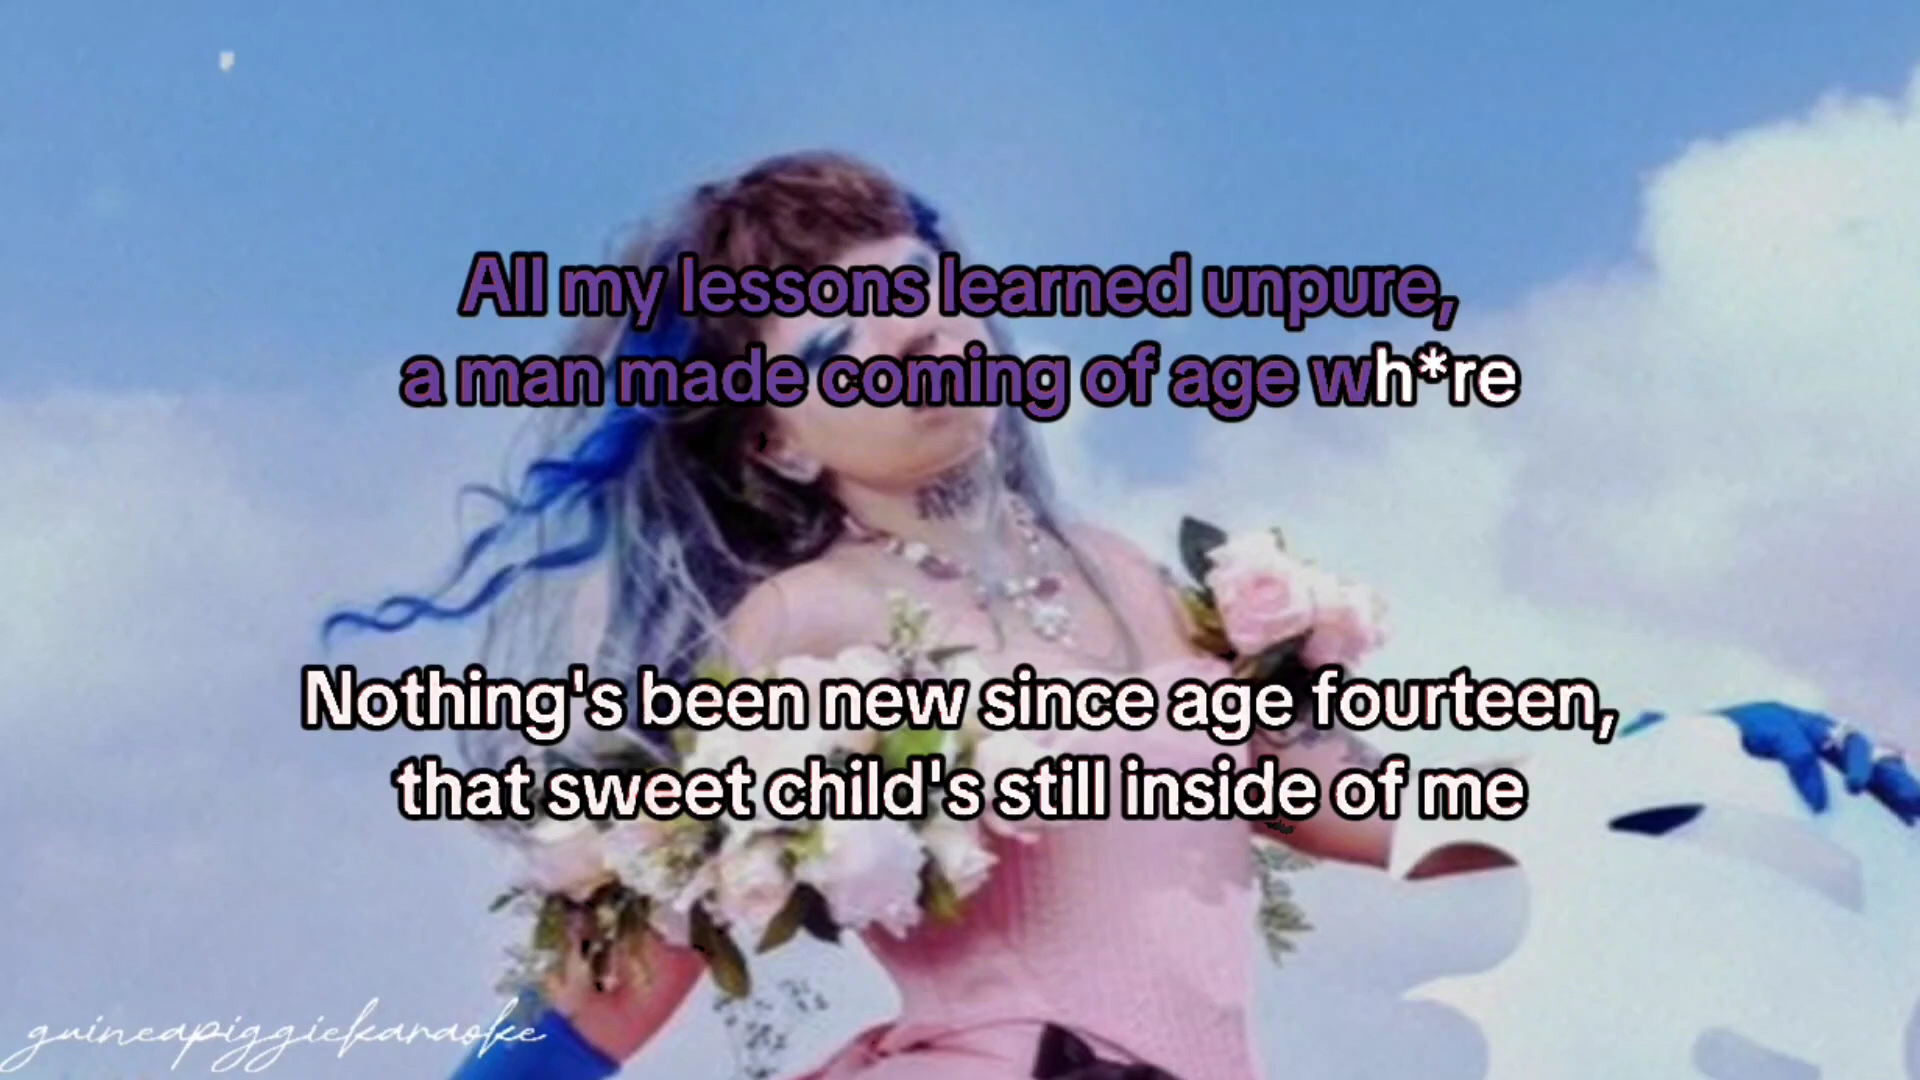 All my lessons learned unpure,
a man made coming of age wh*re
Nothing's been new since age fourteen,
that sweet child's still inside of me
guineapiggiekaraoke